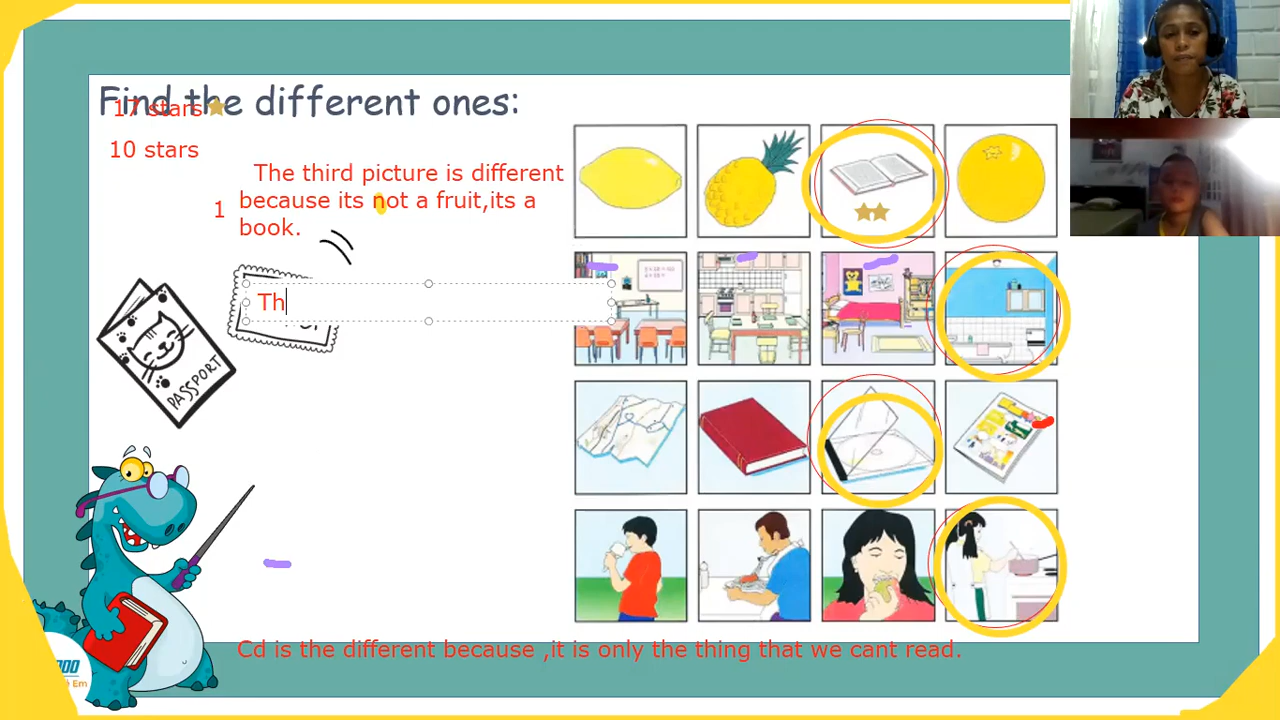 Find the different ones:
17 stars
10 stars
The third picture is different
1 because its not a fruit,its a
book.
Th
PASSPORT
Cd is the different because ,it is only the thing that we cant read.
Em